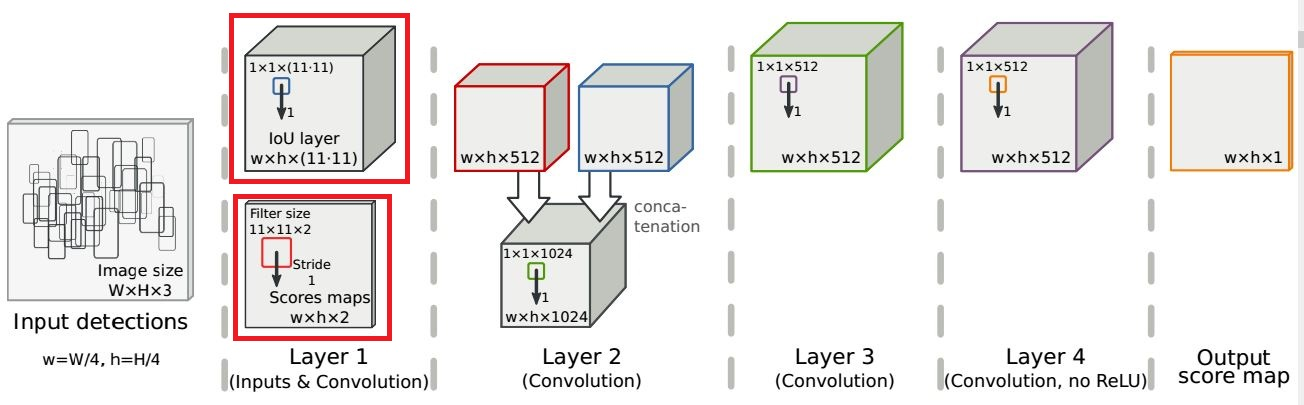 Image size
W×H×3
Input detections
w=W/4, h=H/4
1×1×(11·11)
1
IoU layer
w×h×(11·11)
Filter size
11×11×2
Stride
1
Scores maps
w×h×2
Layer 1
(Inputs & Convolution)
w×h×512
w×h×512
conca-
tenation
1×1×1024
1
w×h×1024
Layer 2
(Convolution)
1×1×512
1
w×h×512
Layer 3
(Convolution)
1×1×512
1
w×h×512
Layer 4
(Convolution, no ReLU)
w×h×1
Output
score map